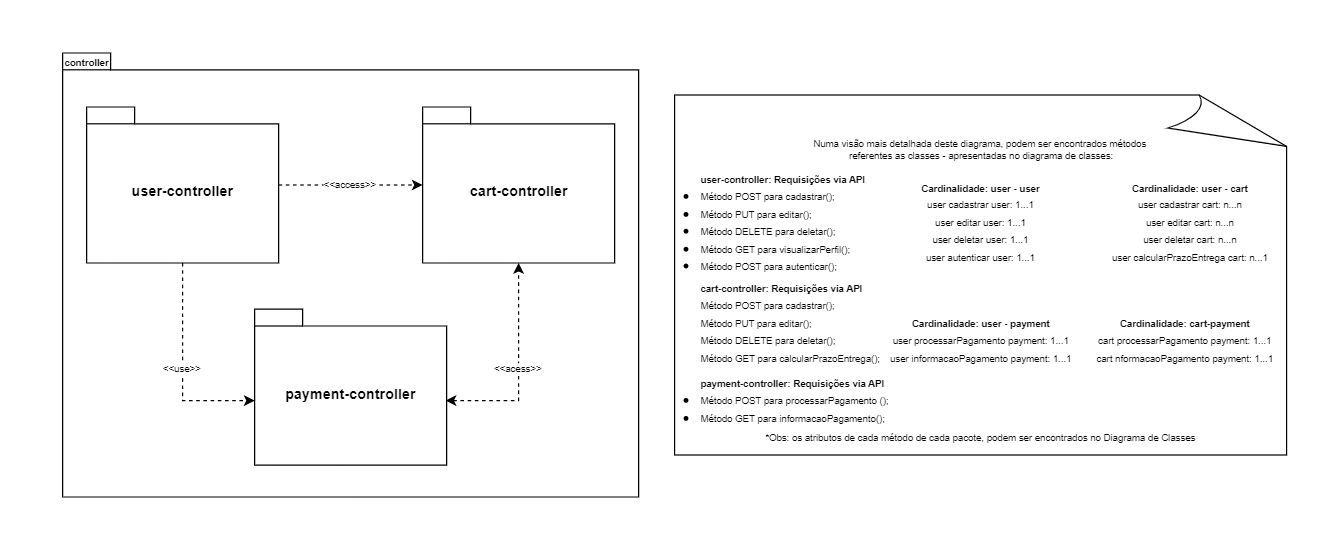 controller
user-controller
<<access>>
cart-controller
<<use>>
<<acess>>
payment-controller
Numa visão mais detalhada deste diagrama, podem ser encontrados métodos
referentes as classes - apresentadas no diagrama de classes:
user-controller: Requisições via API
● Método POST para cadastrar();
● Método PUT para editar();
● Método DELETE para deletar();
● Método GET para visualizarPerfil();
● Método POST para autenticar();
Cardinalidade: user - user
user cadastrar user: 1...1
user editar user: 1...1
user deletar user: 1...1
user autenticar user: 1...1
Cardinalidade: user - cart
user cadastrar cart: n...n
user editar cart: n...n
user deletar cart: n...n
user calcularPrazoEntrega cart: n...1
cart-controller: Requisições via API
Método POST para cadastrar();
Método PUT para editar();
Método DELETE para deletar();
Método GET para calcularPrazoEntrega();
Cardinalidade: user - payment
user processarPagamento payment: 1...1
user informacaoPagamento payment: 1...1
Cardinalidade: cart-payment
cart processarPagamento payment: 1...1
cart nformacaoPagamento payment: 1...1
payment-controller: Requisições via API
● Método POST para processarPagamento ();
● Método GET para informacaoPagamento();
*Obs: os atributos de cada método de cada pacote, podem ser encontrados no Diagrama de Classes